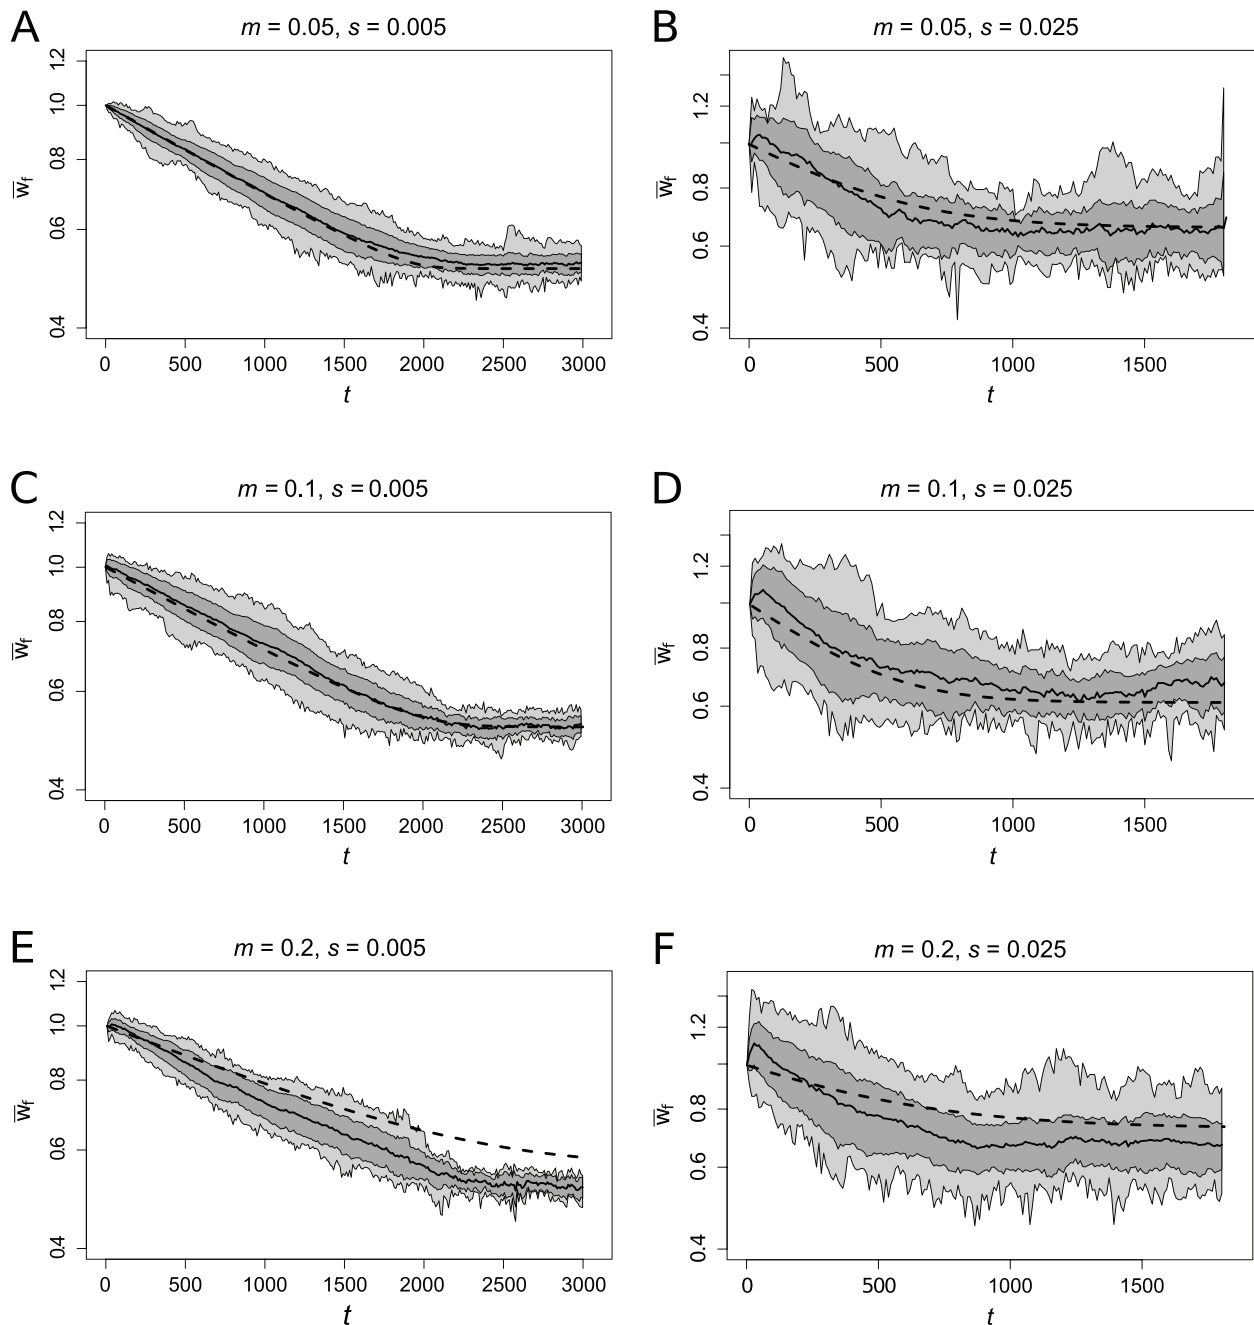 A
m = 0.05, s = 0.005
1.2
1.0
0.8
0.6
0.4
w̅f
0 500 1000 1500 2000 2500 3000
t
B
m = 0.05, s = 0.025
1.2
0.8
0.6
0.4
w̅f
0 500 1000 1500
t
C
m = 0.1, s = 0.005
1.2
1.0
0.8
0.6
0.4
w̅f
0 500 1000 1500 2000 2500 3000
t
D
m = 0.1, s = 0.025
1.2
0.8
0.6
0.4
w̅f
0 500 1000 1500
t
E
m = 0.2, s = 0.005
1.2
1.0
0.8
0.6
0.4
w̅f
0 500 1000 1500 2000 2500 3000
t
F
m = 0.2, s = 0.025
1.2
0.8
0.6
0.4
w̅f
0 500 1000 1500
t